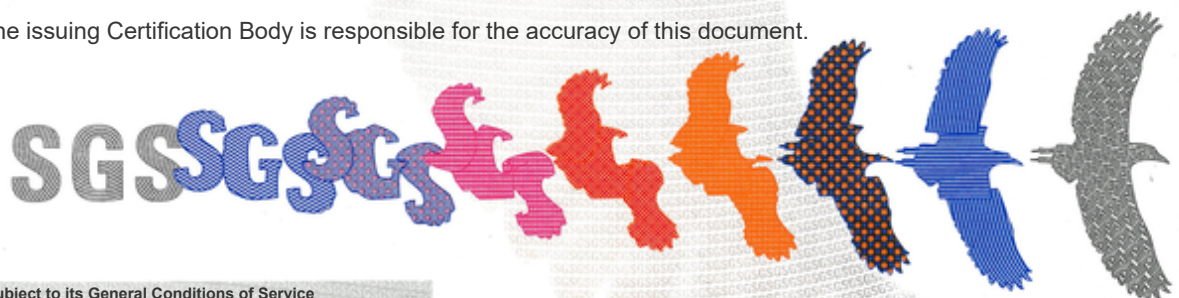 he issuing Certification Body is responsible for the accuracy of this document.
SGS SGS SGS
ubject to its General Conditions of Service